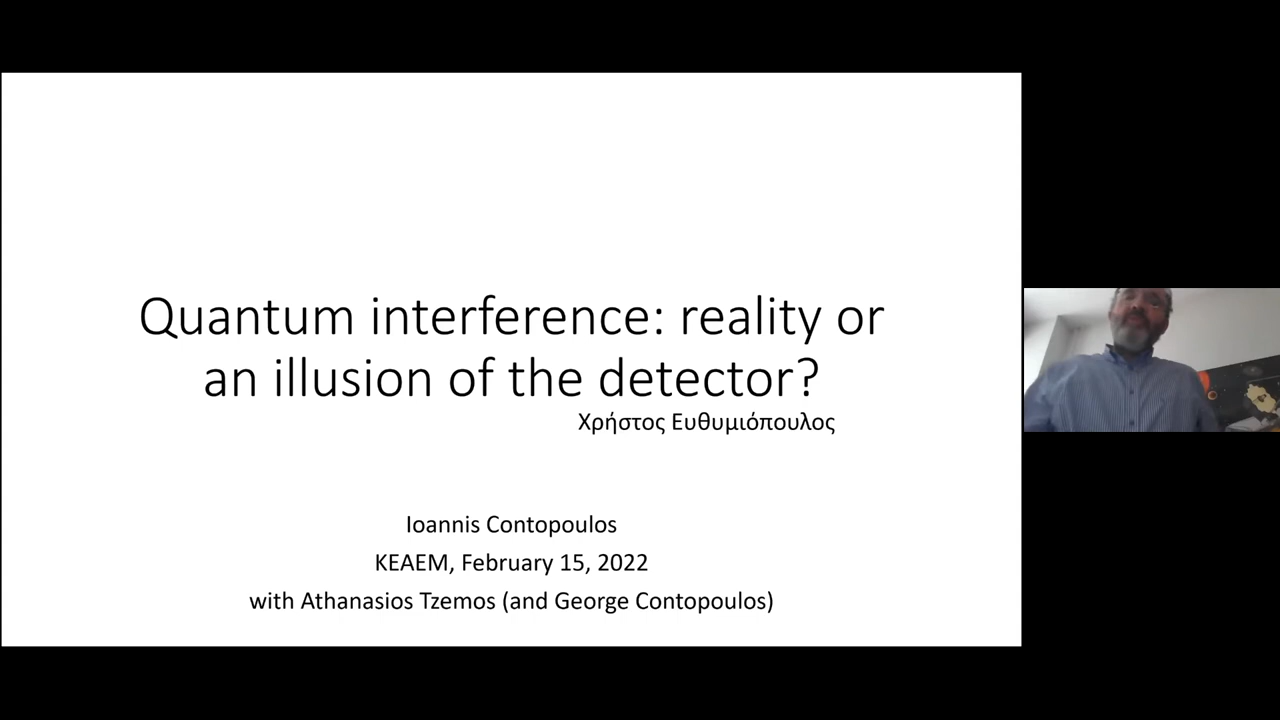 Quantum interference: reality or
an illusion of the detector?
Χρήστος Ευθυμιόπουλος
Ioannis Contopoulos
KEAEM, February 15, 2022
with Athanasios Tzemos (and George Contopoulos)